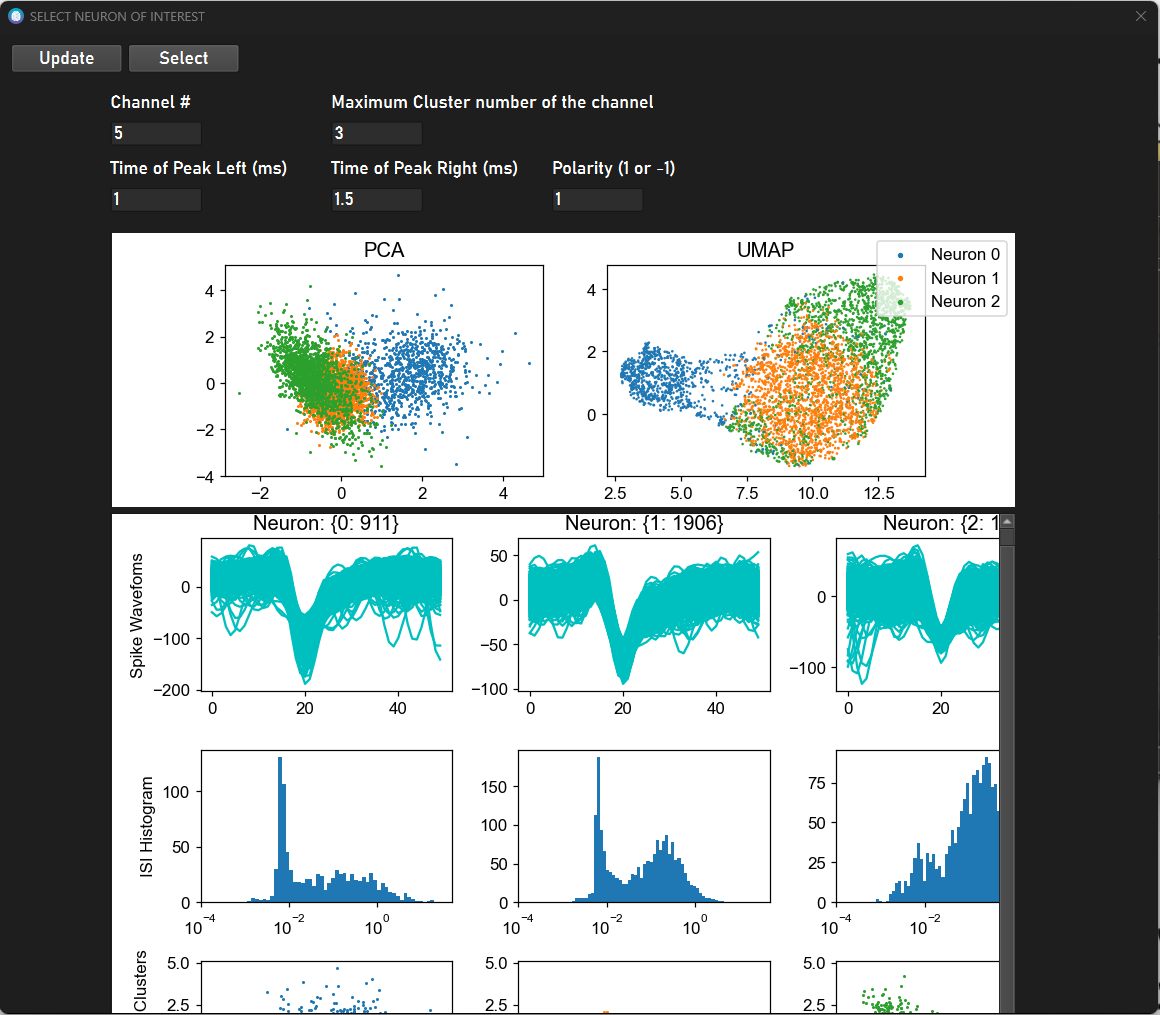 SELECT NEURON OF INTEREST
Update Select
Channel # Maximum Cluster number of the channel
5 3
Time of Peak Left (ms) Time of Peak Right (ms) Polarity (1 or -1)
1 1.5 1
PCA UMAP
Neuron 0
Neuron 1
Neuron 2
4
2
0
−2
−4
−2 0 2 4
4
2
0
2.5 5.0 7.5 10.0 12.5
Neuron: {0: 911} Neuron: {1: 1906} Neuron: {2: 1
Spike Wavefoms
0
−100
−200
0 20 40
50
0
−50
−100
0 20 40
0
−100
0 20
ISI Histogram
100
50
0
10⁻⁴ 10⁻² 10⁰
150
100
50
0
10⁻⁴ 10⁻² 10⁰
75
50
25
0
10⁻⁴ 10⁻²
Clusters
5.0
2.5
5.0
2.5
5.0
2.5